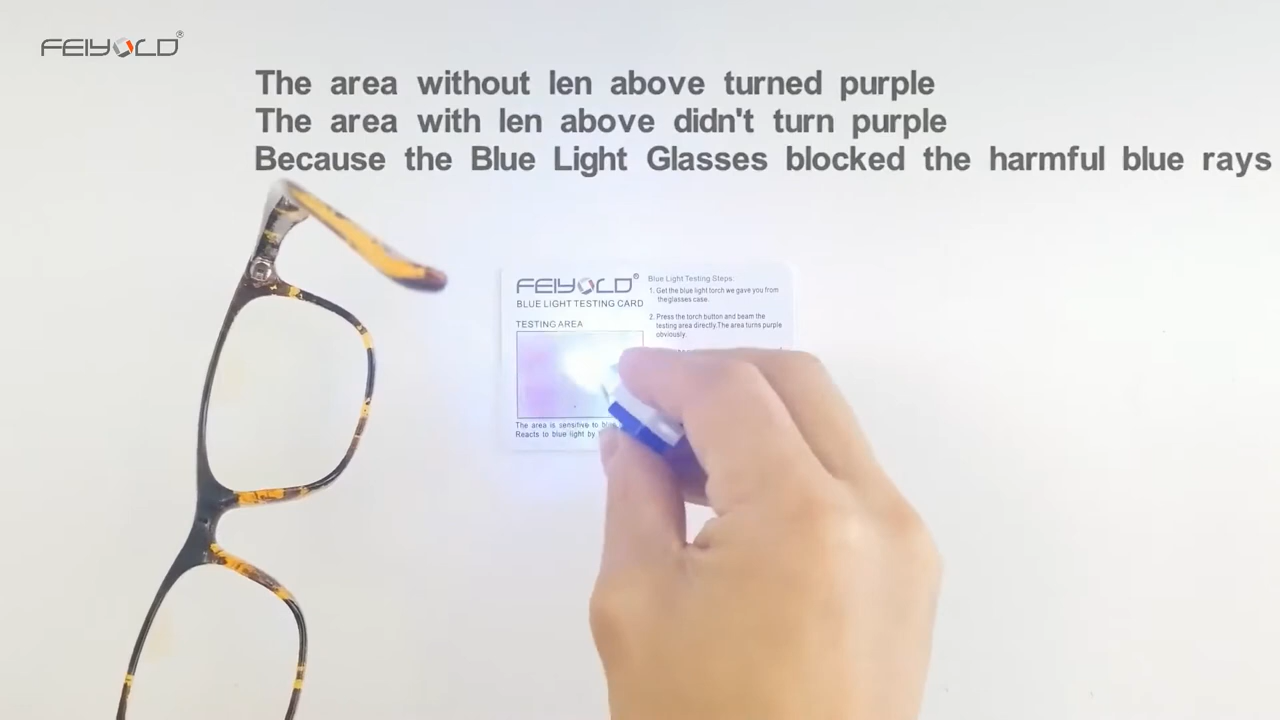 FEIYOLD®
The area without len above turned purple
The area with len above didn't turn purple
Because the Blue Light Glasses blocked the harmful blue rays
FEIYOLD®
BLUE LIGHT TESTING CARD
TESTING AREA
The area is sensitive to
Reacts to blue light by
Blue Light Testing Steps:
1. Get the blue light torch we gave you from
theglasses case.
2. Press the torch button and beam the
testing area directly.The area turns purple
obviously.